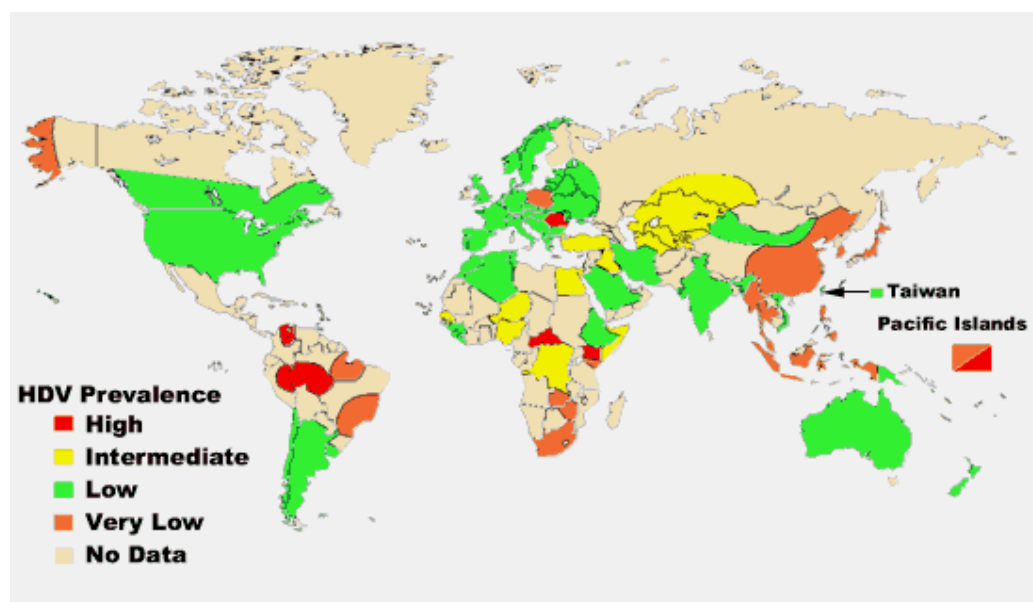 Taiwan
Pacific Islands
HDV Prevalence
High
Intermediate
Low
Very Low
No Data